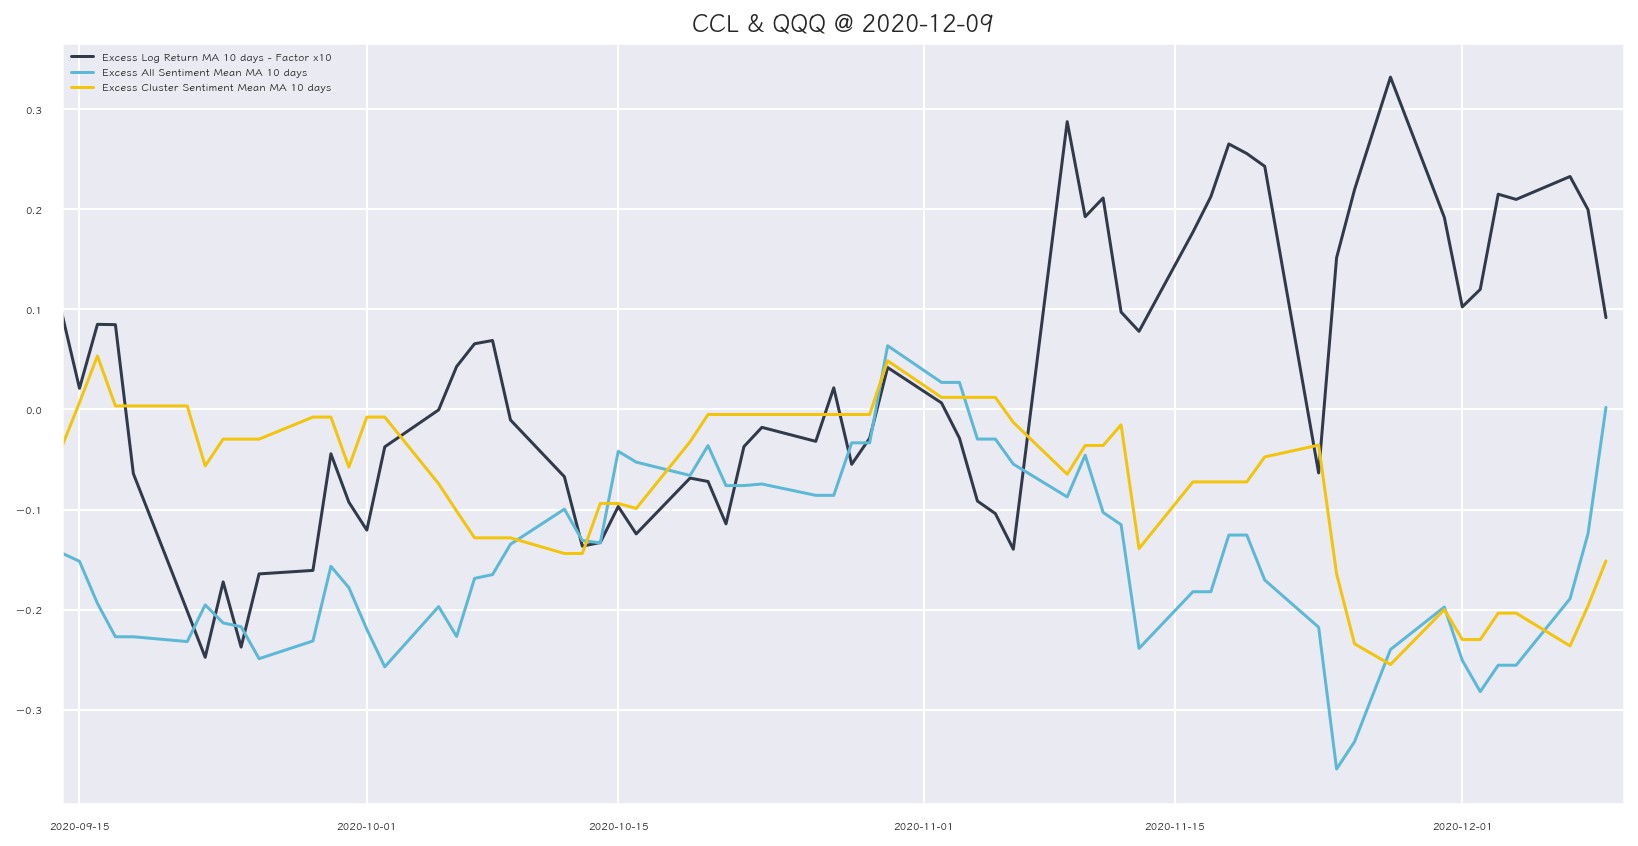 CCL & QQQ @ 2020-12-09
Excess Log Return MA 10 days - Factor x10
Excess All Sentiment Mean MA 10 days
Excess Cluster Sentiment Mean MA 10 days
0.3
0.2
0.1
0.0
−0.1
−0.2
−0.3
2020-09-15 2020-10-01 2020-10-15 2020-11-01 2020-11-15 2020-12-01